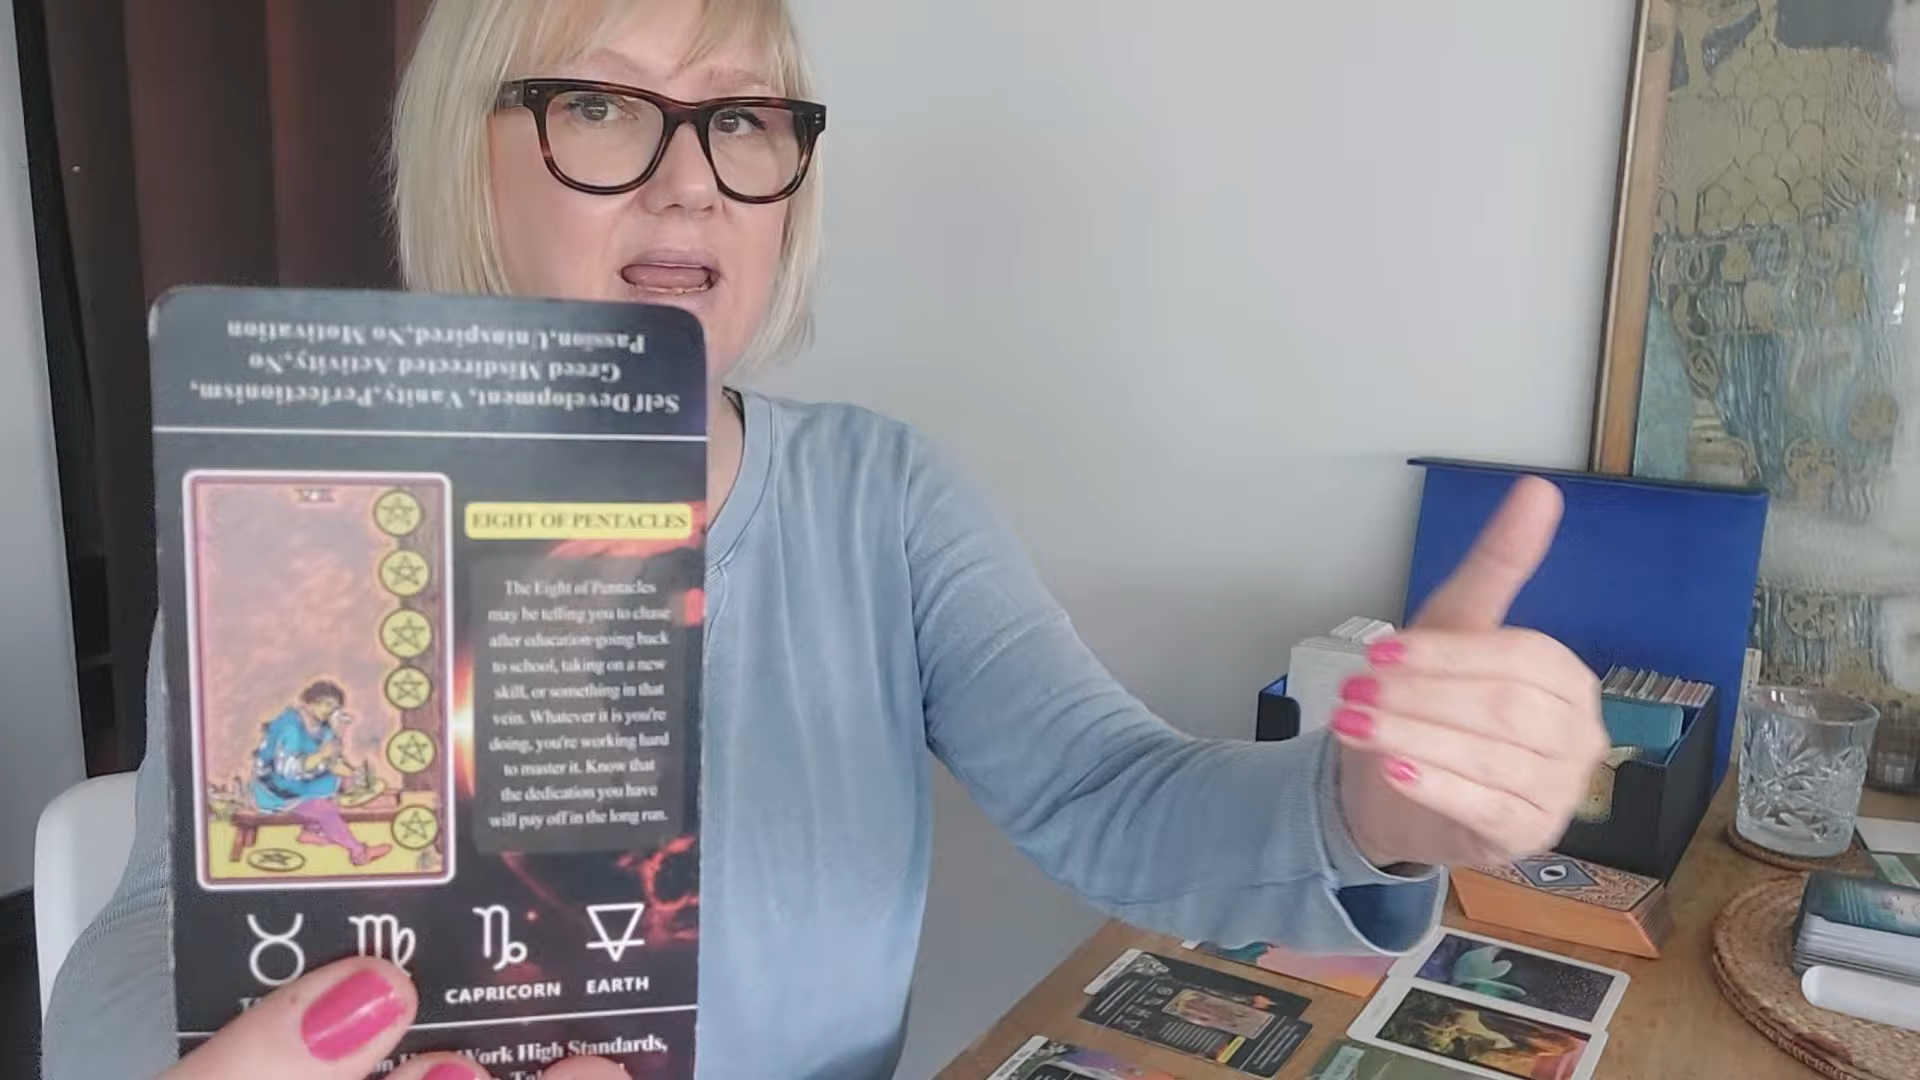 Self Development, Vanity,Perfectionism,
Greed Misdirected Activity,No
Passion,Uninspired,No Motivation
VIII
EIGHT OF PENTACLES
The Eight of Pentacles
may be telling you to chase
after education-going back
to school, taking on a new
skill, or something in that
vein. Whatever it is you're
doing, you're working hard
to master it. Know that
the dedication you have
will pay off in the long run.
CAPRICORN
EARTH
Work High Standards,